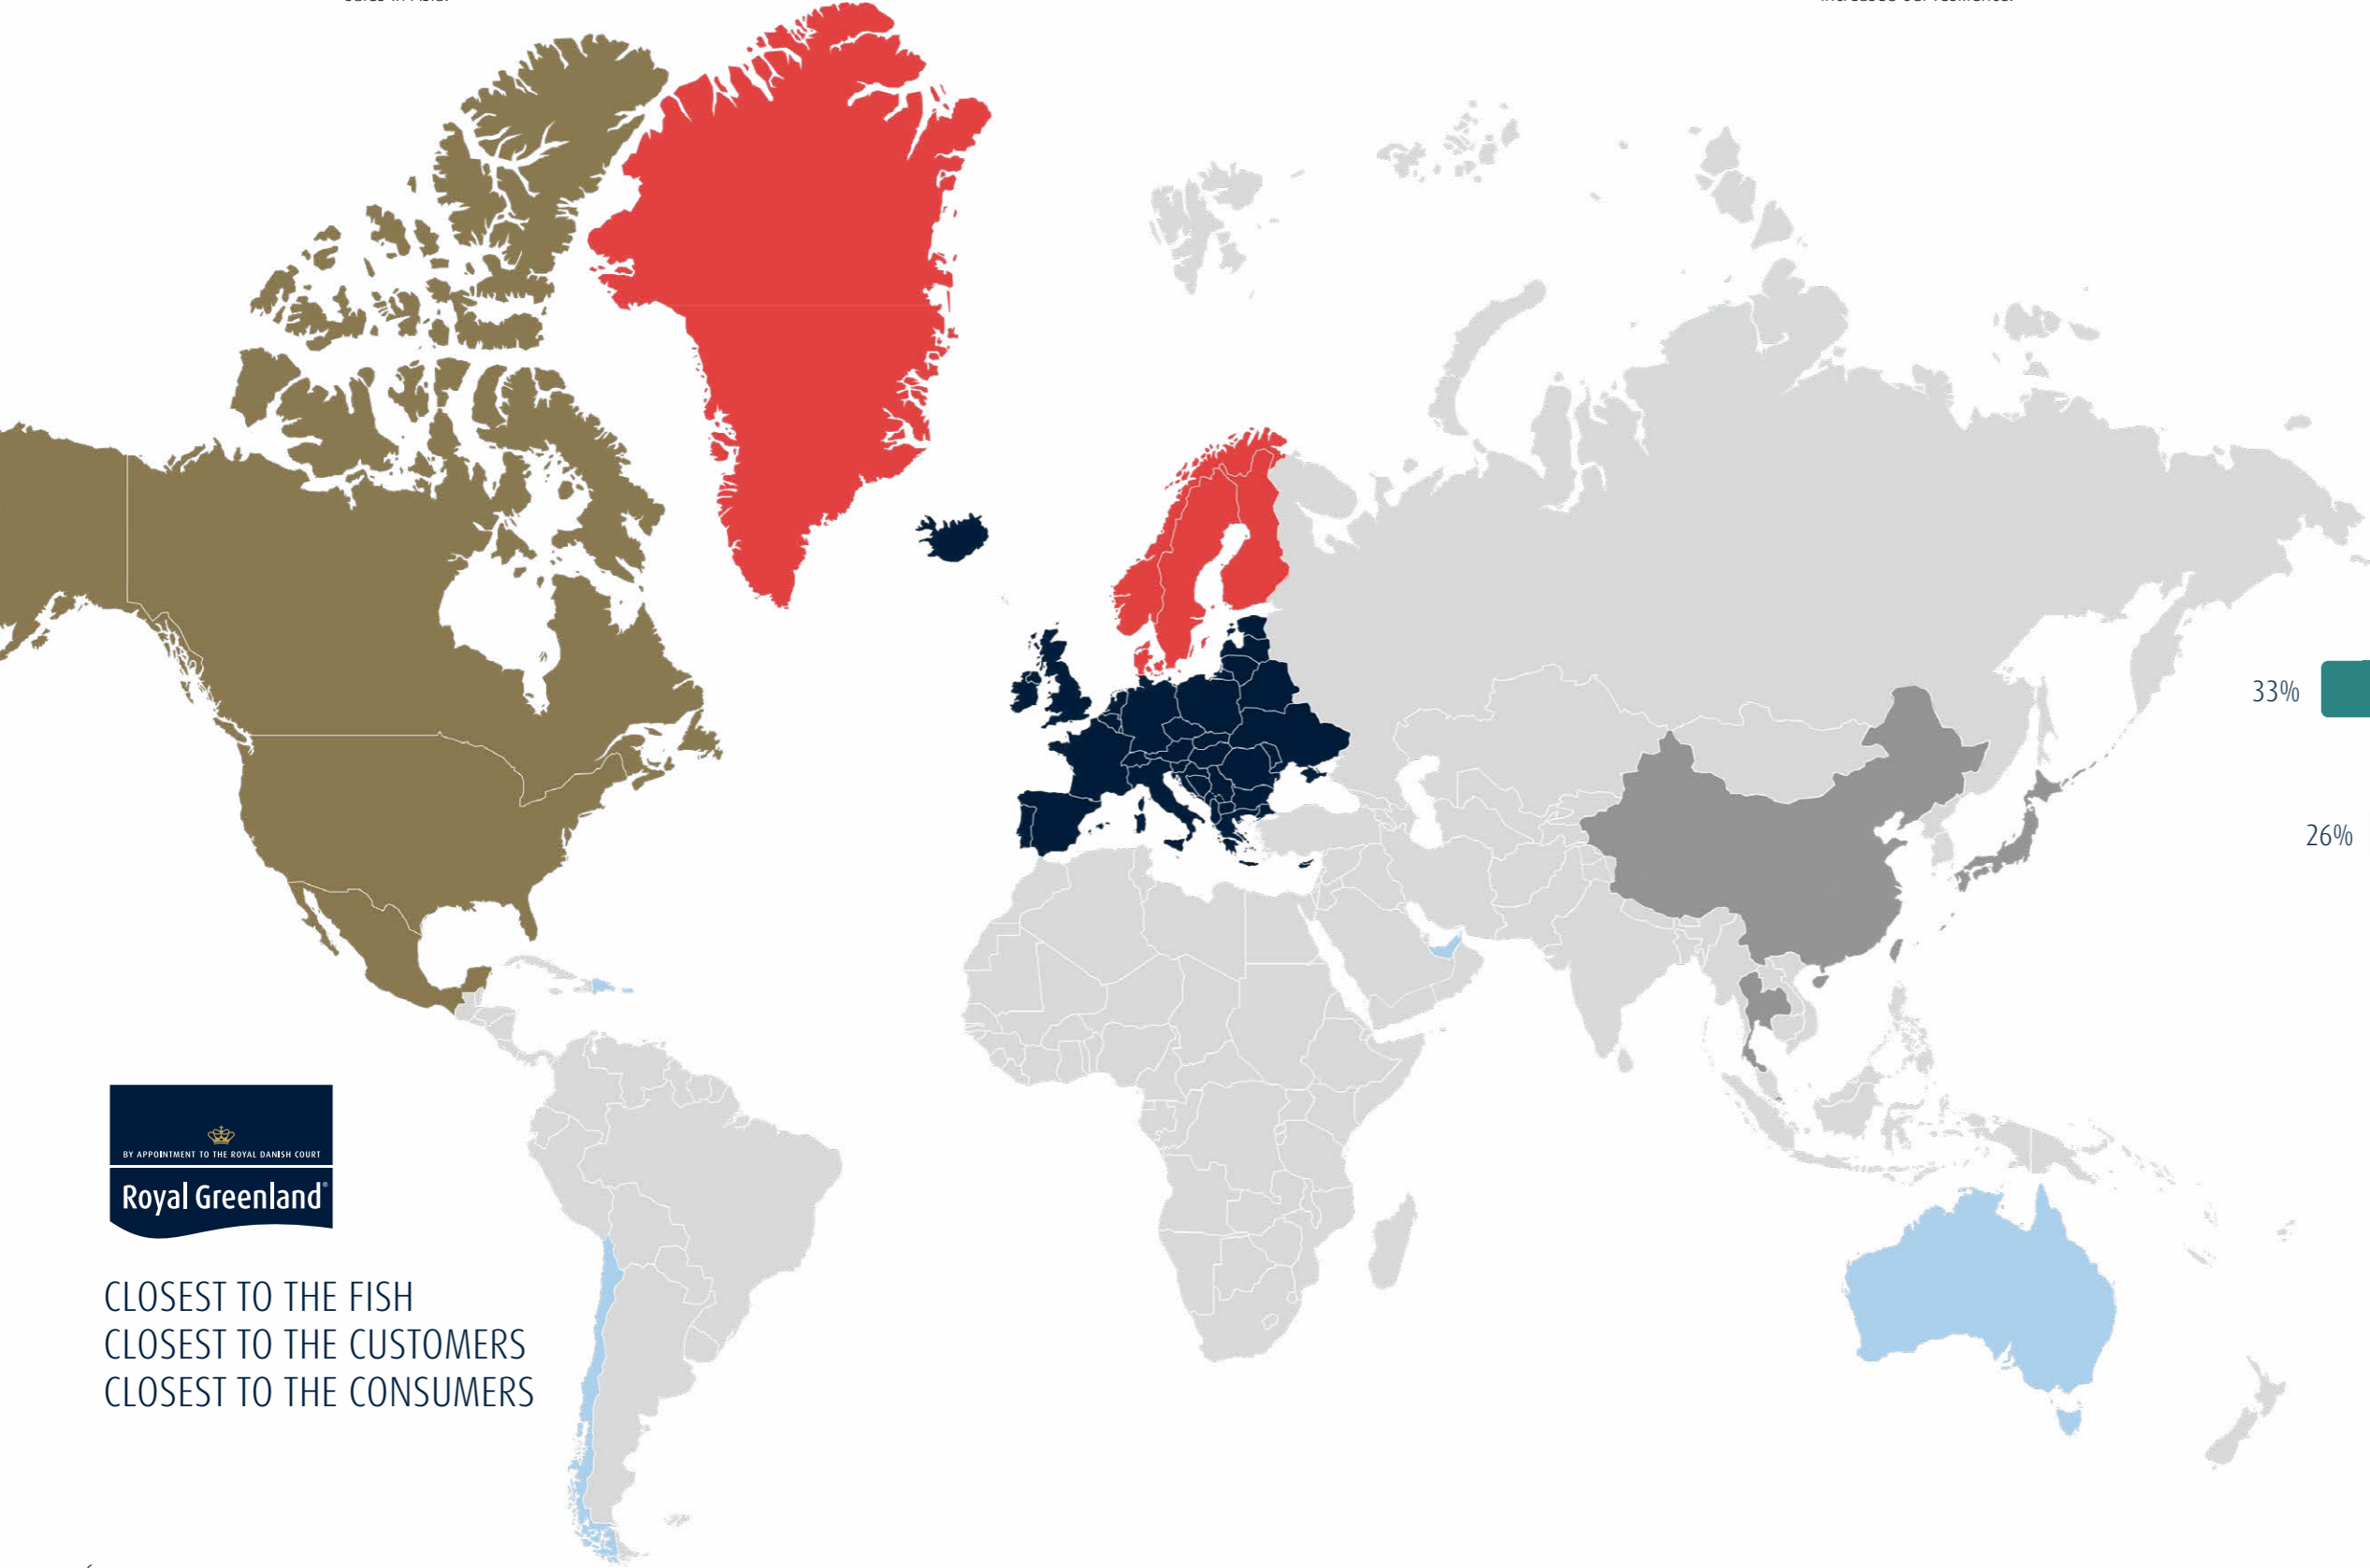 33%
26%
BY APPOINTMENT TO THE ROYAL DANISH COURT
Royal Greenland®
CLOSEST TO THE FISH
CLOSEST TO THE CUSTOMERS
CLOSEST TO THE CONSUMERS